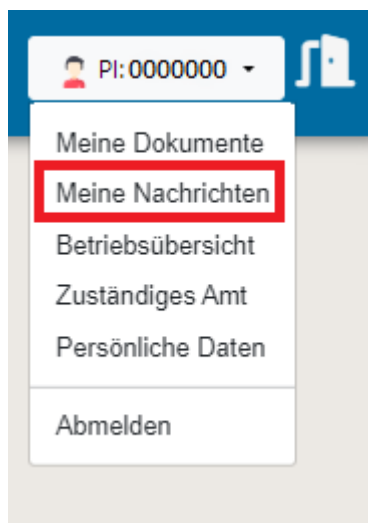 PI: 0000000
Meine Dokumente
Meine Nachrichten
Betriebsübersicht
Zuständiges Amt
Persönliche Daten
Abmelden